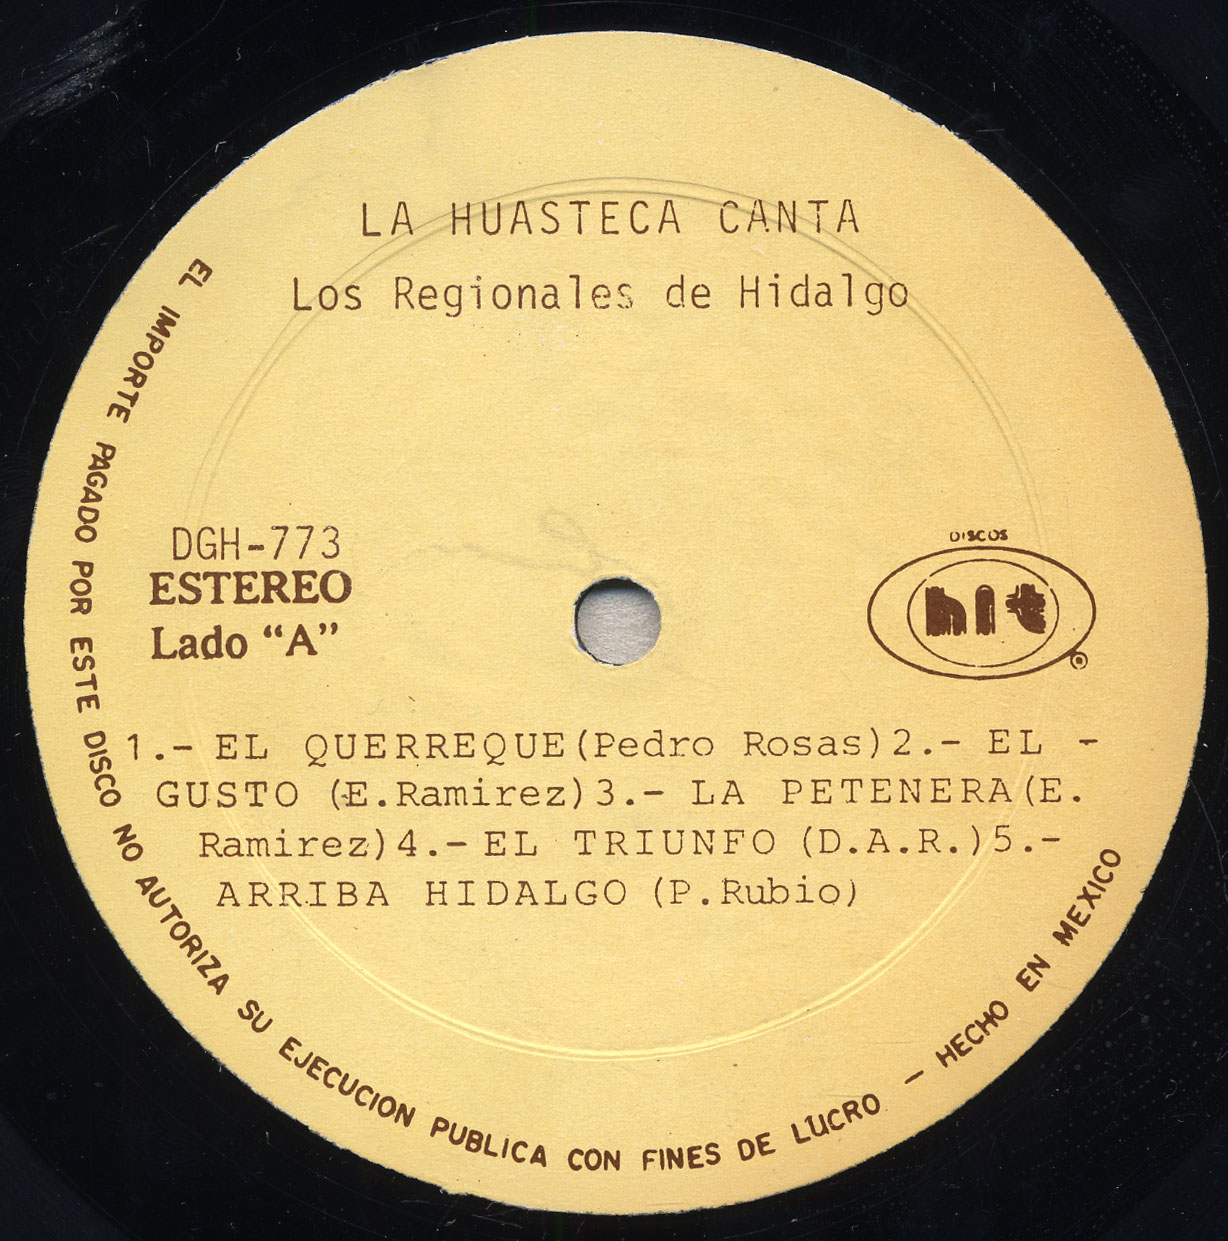 LA HUASTECA CANTA
Los Regionales de Hidalgo
DGH-773
ESTEREO
Lado "A"
DISCOS
hit
®
1.- EL QUERREQUE(Pedro Rosas)2.- EL -
GUSTO (E.Ramirez)3.- LA PETENERA(E.
Ramirez)4.- EL TRIUNFO (D.A.R.)5.-
ARRIBA HIDALGO (P.Rubio)
EL IMPORTE PAGADO POR ESTE DISCO NO AUTORIZA SU EJECUCION PUBLICA CON FINES DE LUCRO — HECHO EN MEXICO